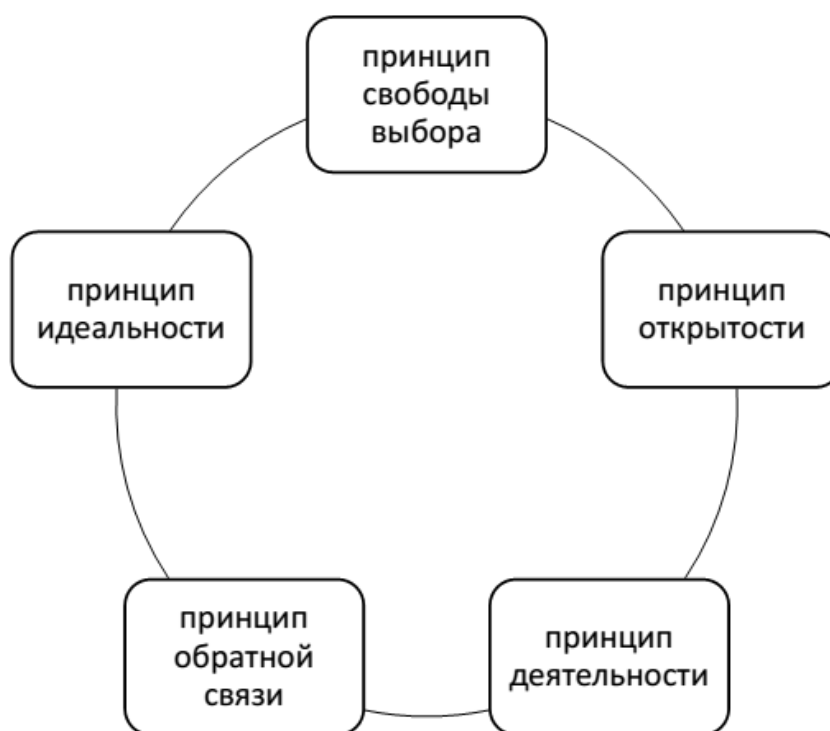 принцип
свободы
выбора
принцип
открытости
принцип
деятельности
принцип
обратной
связи
принцип
идеальности